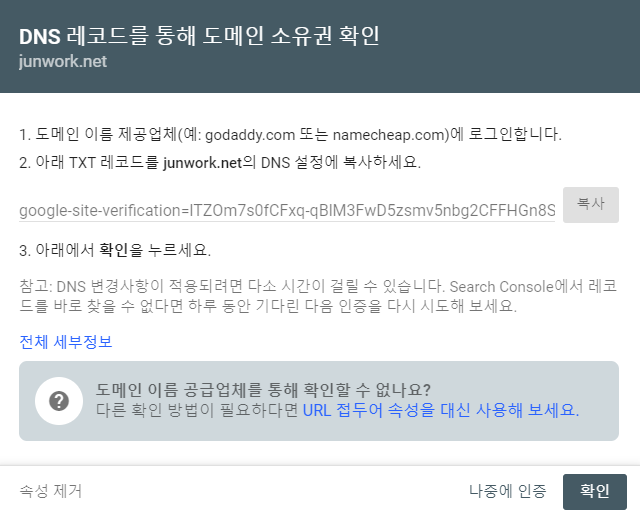 DNS 레코드를 통해 도메인 소유권 확인
junwork.net
1. 도메인 이름 제공업체(예: godaddy.com 또는 namecheap.com)에 로그인합니다.
2. 아래 TXT 레코드를 junwork.net의 DNS 설정에 복사하세요.
google-site-verification=ITZOm7s0fCFxq-qBlM3FwD5zsmv5nbg2CFFHGn8S
복사
3. 아래에서 확인을 누르세요.
참고: DNS 변경사항이 적용되려면 다소 시간이 걸릴 수 있습니다. Search Console에서 레코
드를 바로 찾을 수 없다면 하루 동안 기다린 다음 인증을 다시 시도해 보세요.
전체 세부정보
도메인 이름 공급업체를 통해 확인할 수 없나요?
다른 확인 방법이 필요하다면 URL 접두어 속성을 대신 사용해 보세요.
속성 제거
나중에 인증
확인